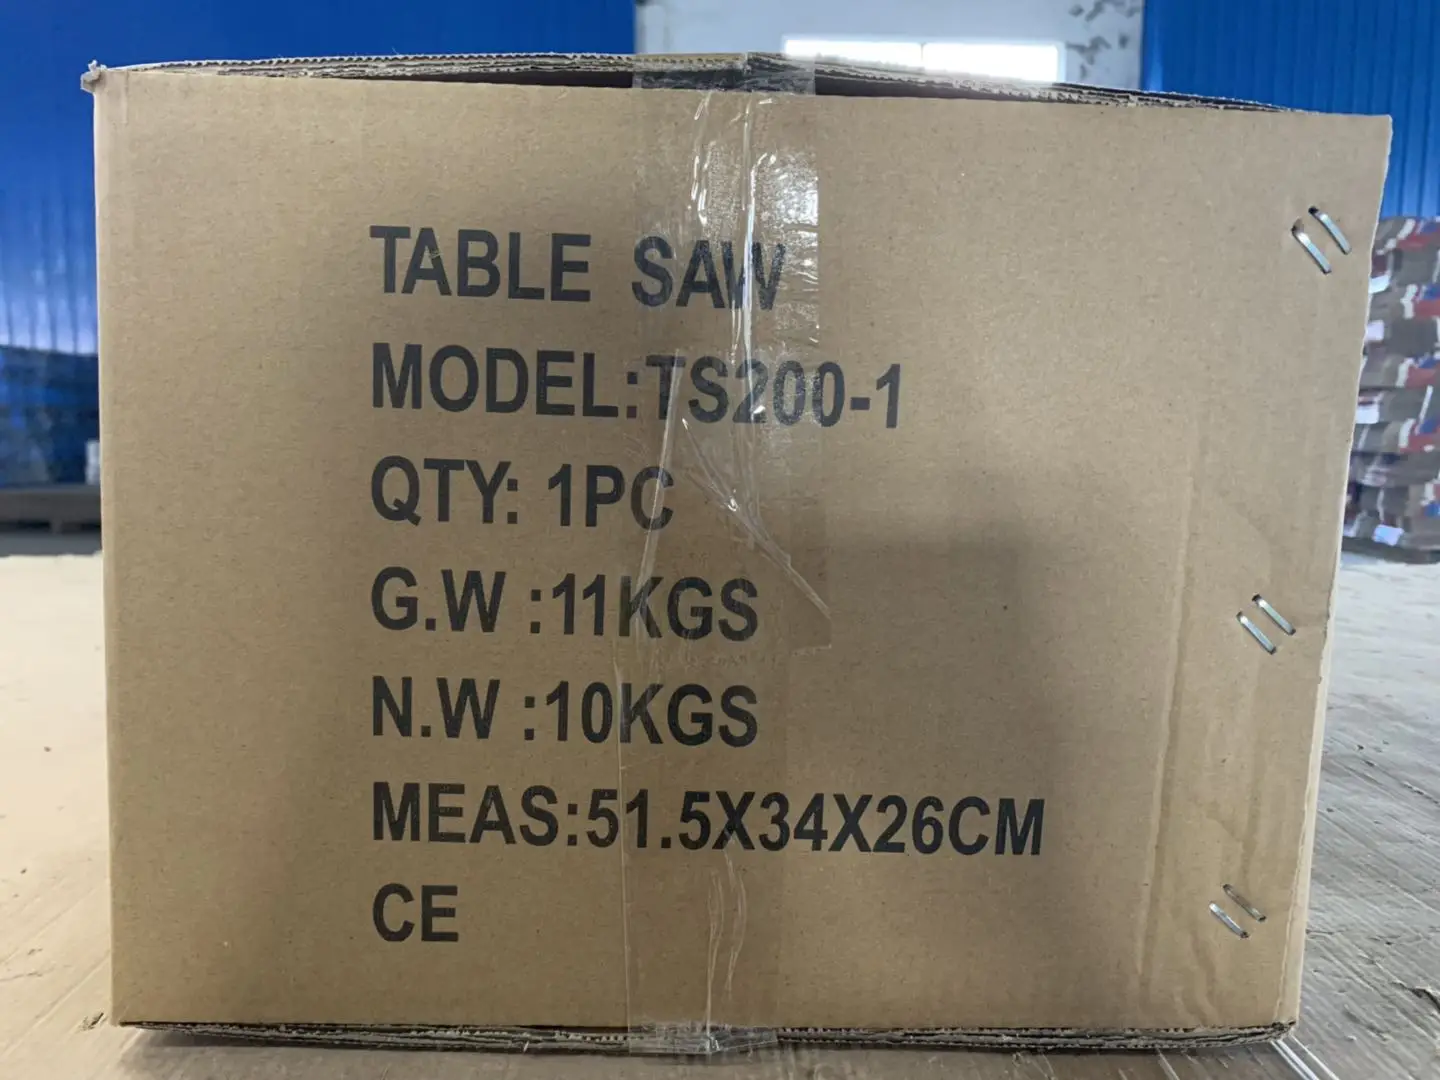 TABLE SAW
MODEL:TS200-1
QTY: 1PC
G.W :11KGS
N.W :10KGS
MEAS:51.5X34X26CM
CE